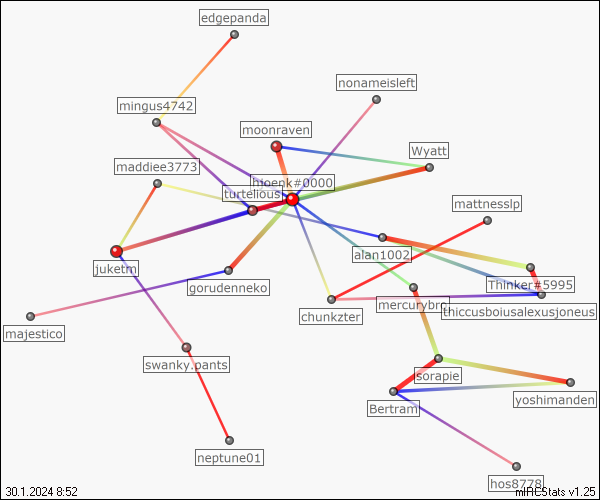 edgepanda
nonameisleft
mingus4742
moonraven
Wyatt
maddiee3773
hoenk#0000
turtelious
mattnesslp
alan1002
juketm
gorudenneko
Thinker#5995
mercurybrc
thiccusboiusalexusjoneus
chunkzter
majestico
swanky.pants
sorapie
yoshimanden
Bertram
neptune01
hos8778
30.1.2024 8:52
mIRCStats v1.25